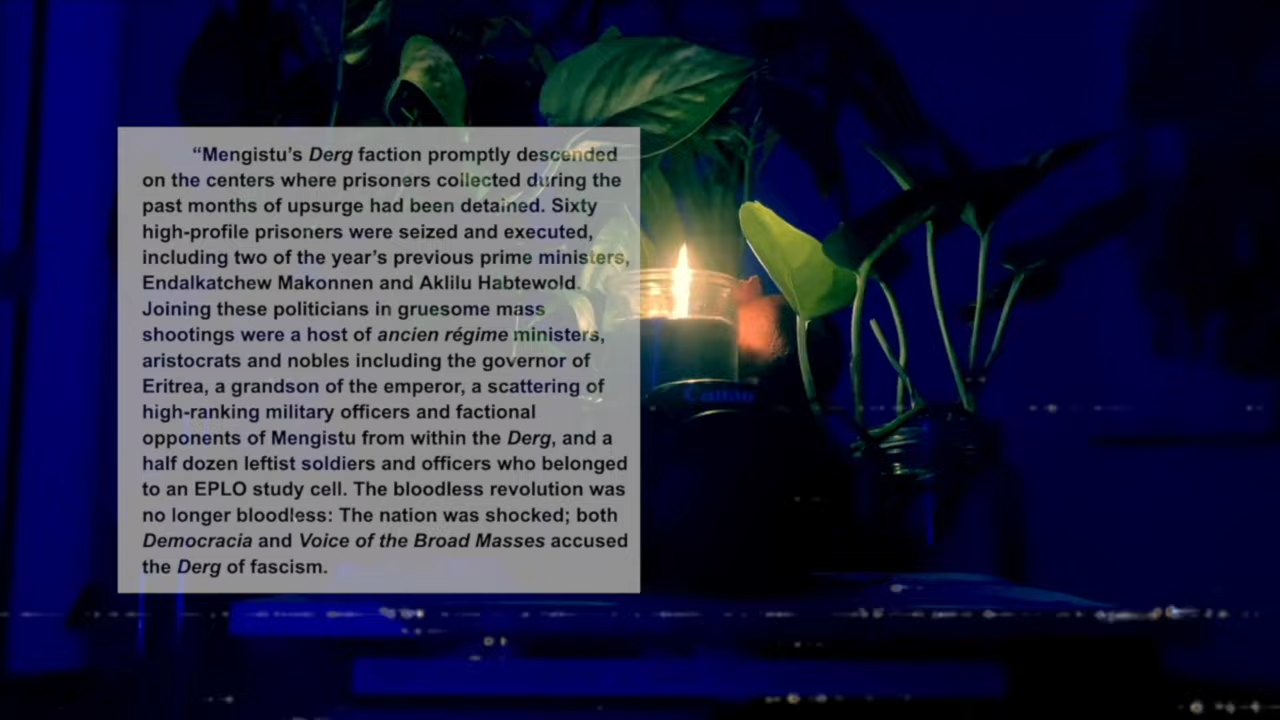 “Mengistu’s Derg faction promptly descended
on the centers where prisoners collected during the
past months of upsurge had been detained. Sixty
high-profile prisoners were seized and executed,
including two of the year’s previous prime ministers,
Endalkatchew Makonnen and Aklilu Habtewold.
Joining these politicians in gruesome mass
shootings were a host of ancien régime ministers,
aristocrats and nobles including the governor of
Eritrea, a grandson of the emperor, a scattering of
high-ranking military officers and factional
opponents of Mengistu from within the Derg, and a
half dozen leftist soldiers and officers who belonged
to an EPLO study cell. The bloodless revolution was
no longer bloodless: The nation was shocked; both
Democracia and Voice of the Broad Masses accused
the Derg of fascism.
Canon